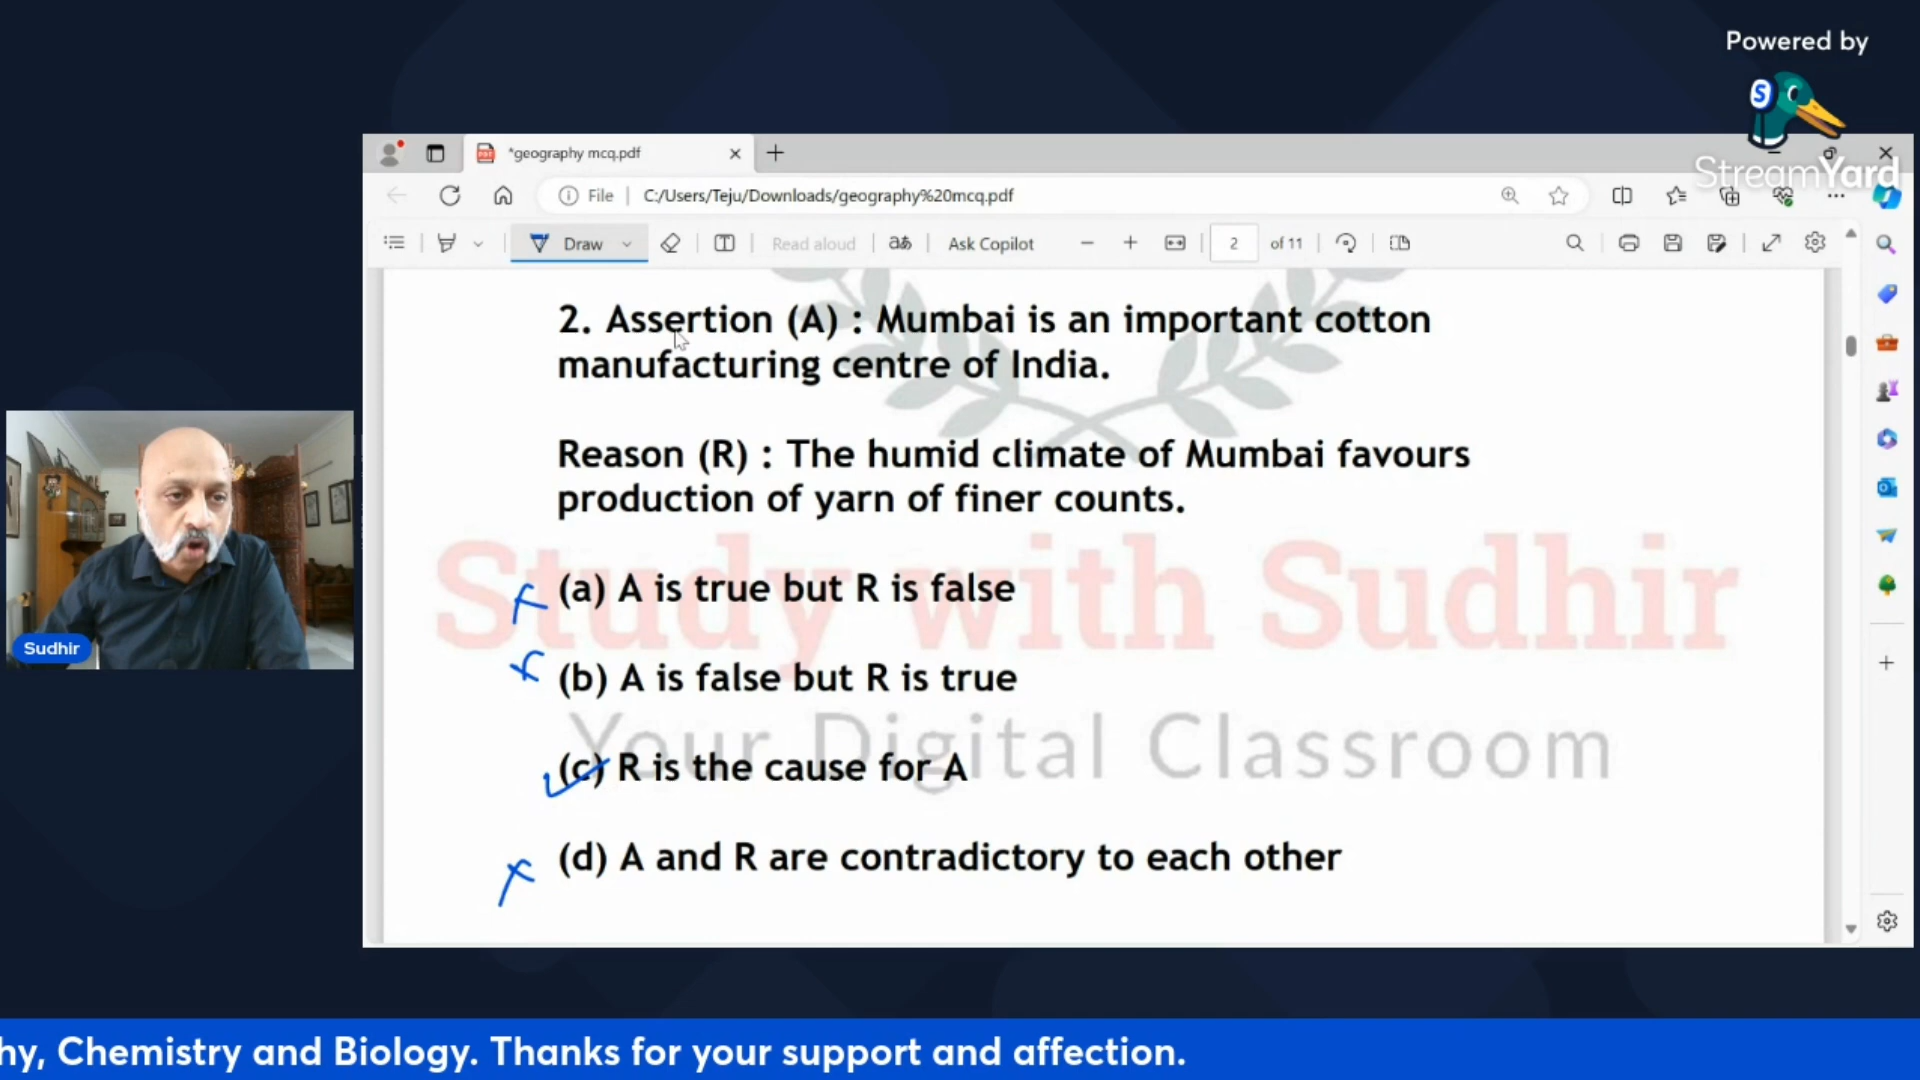 Powered by
StreamYard
*geography mcq.pdf
File | C:/Users/Teju/Downloads/geography%20mcq.pdf
Draw Read aloud aあ Ask Copilot 2 of 11
2. Assertion (A) : Mumbai is an important cotton
manufacturing centre of India.
Reason (R) : The humid climate of Mumbai favours
production of yarn of finer counts.
Study with Sudhir
(a) A is true but R is false
(b) A is false but R is true
Your Digital Classroom
(c) R is the cause for A
(d) A and R are contradictory to each other
Sudhir
hy, Chemistry and Biology. Thanks for your support and affection.